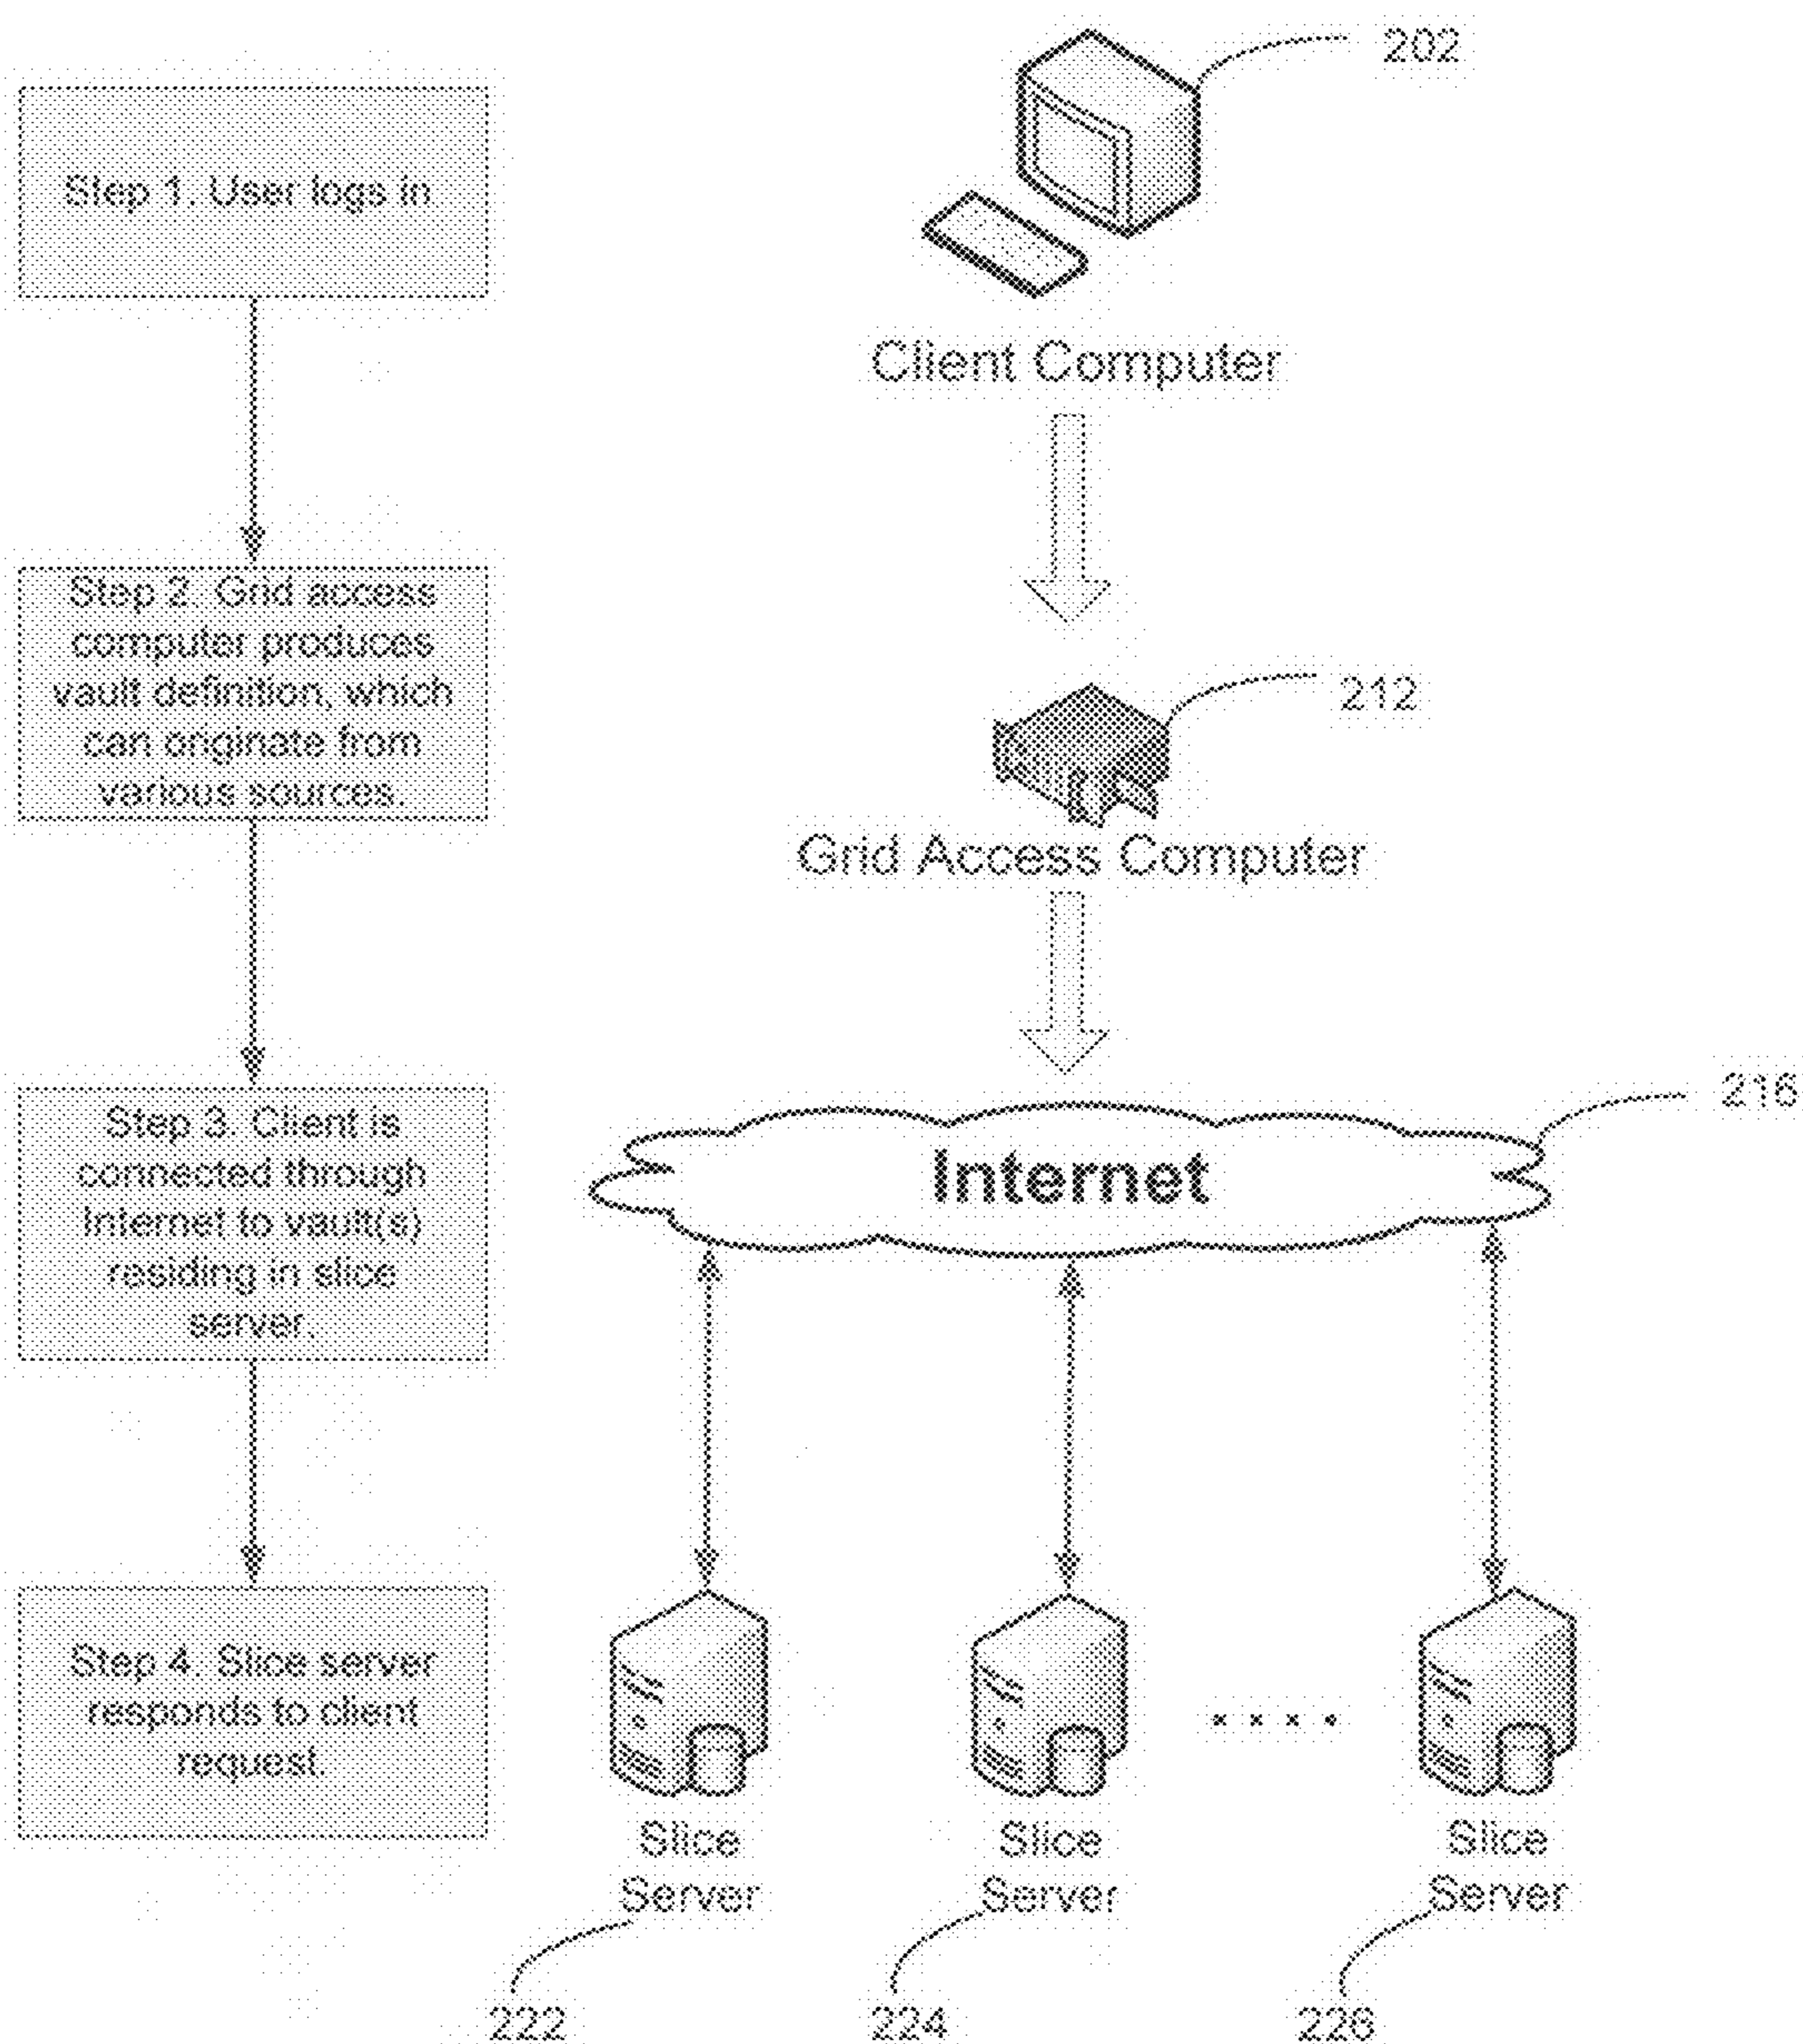 Step 1. User logs in
Step 2. Grid access
computer produces
vault definition, which
can originate from
various sources.
Step 3. Client is
connected through
Internet to vault(s)
residing in slice
server.
Step 4. Slice server
responds to client
request.
202
Client Computer
212
Grid Access Computer
216
Internet
Slice
Server
Slice
Server
Slice
Server
222
224
226